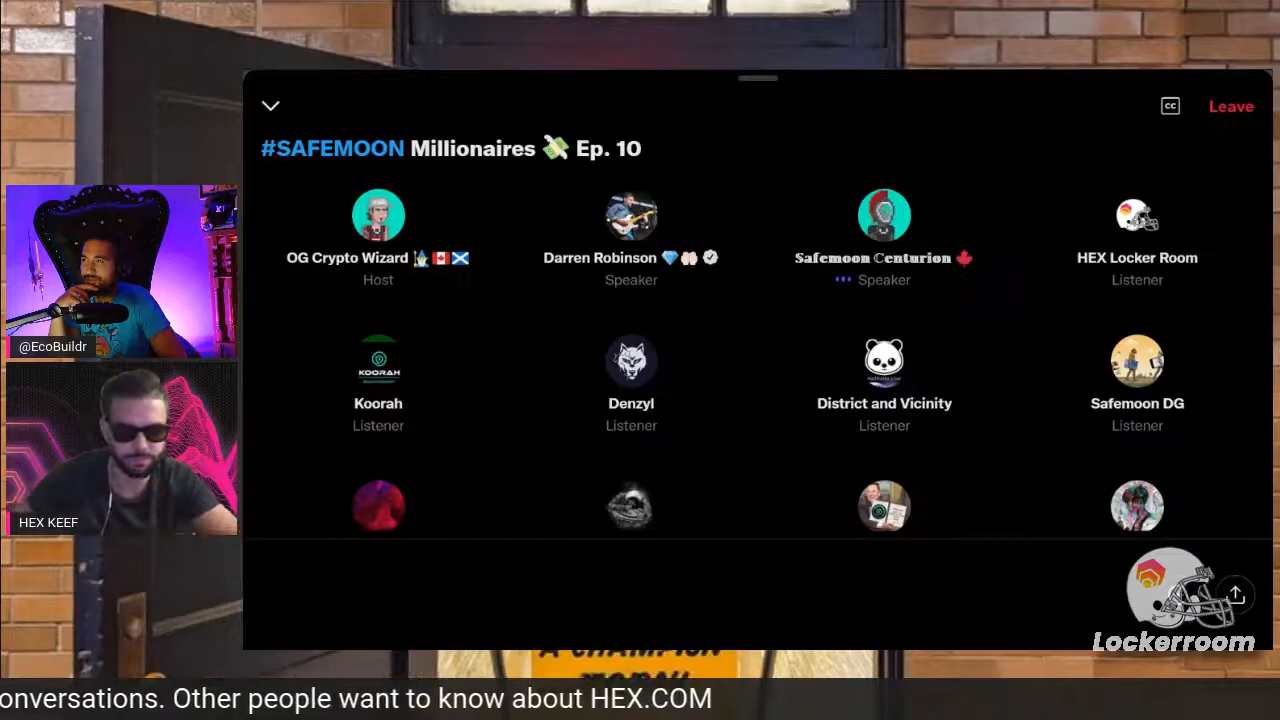 CC
Leave
#SAFEMOON Millionaires 💸 Ep. 10
OG Crypto Wizard 🧙‍♂️🇨🇦🏴󠁧󠁢󠁳󠁣󠁴󠁿
Host
Darren Robinson 💎🤲🏻
Speaker
𝕊afemoon ℂenturion 🍁
Speaker
HEX Locker Room
Listener
@EcoBuildr
KOORAH
Koorah
Listener
Denzyl
Listener
District and Vicinity
Listener
Safemoon DG
Listener
HEX KEEF
Lockerroom
A CHAMPION
onversations. Other people want to know about HEX.COM